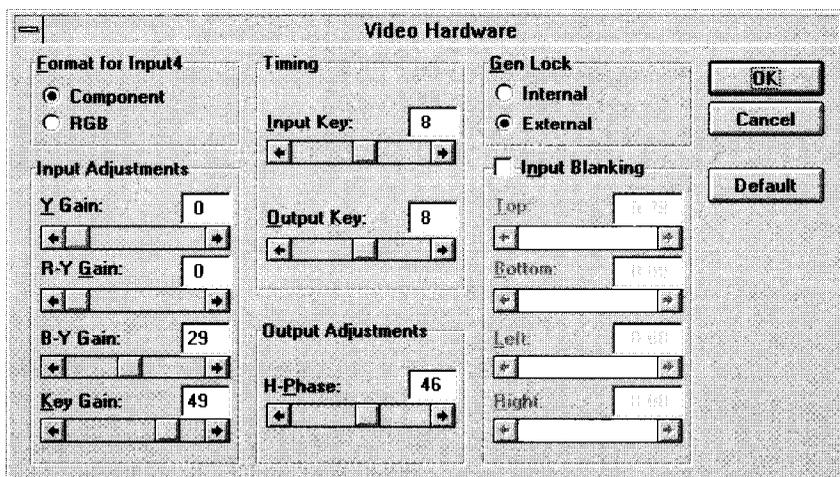 Video Hardware
Format for Input4
Component
RGB
Input Adjustments
Y Gain: 0
R-Y Gain: 0
B-Y Gain: 29
Key Gain: 49
Timing
Input Key: 8
Output Key: 8
Output Adjustments
H-Phase: 46
Gen Lock
Internal
External
Input Blanking
Top:
Bottom:
Left:
Right:
OK
Cancel
Default